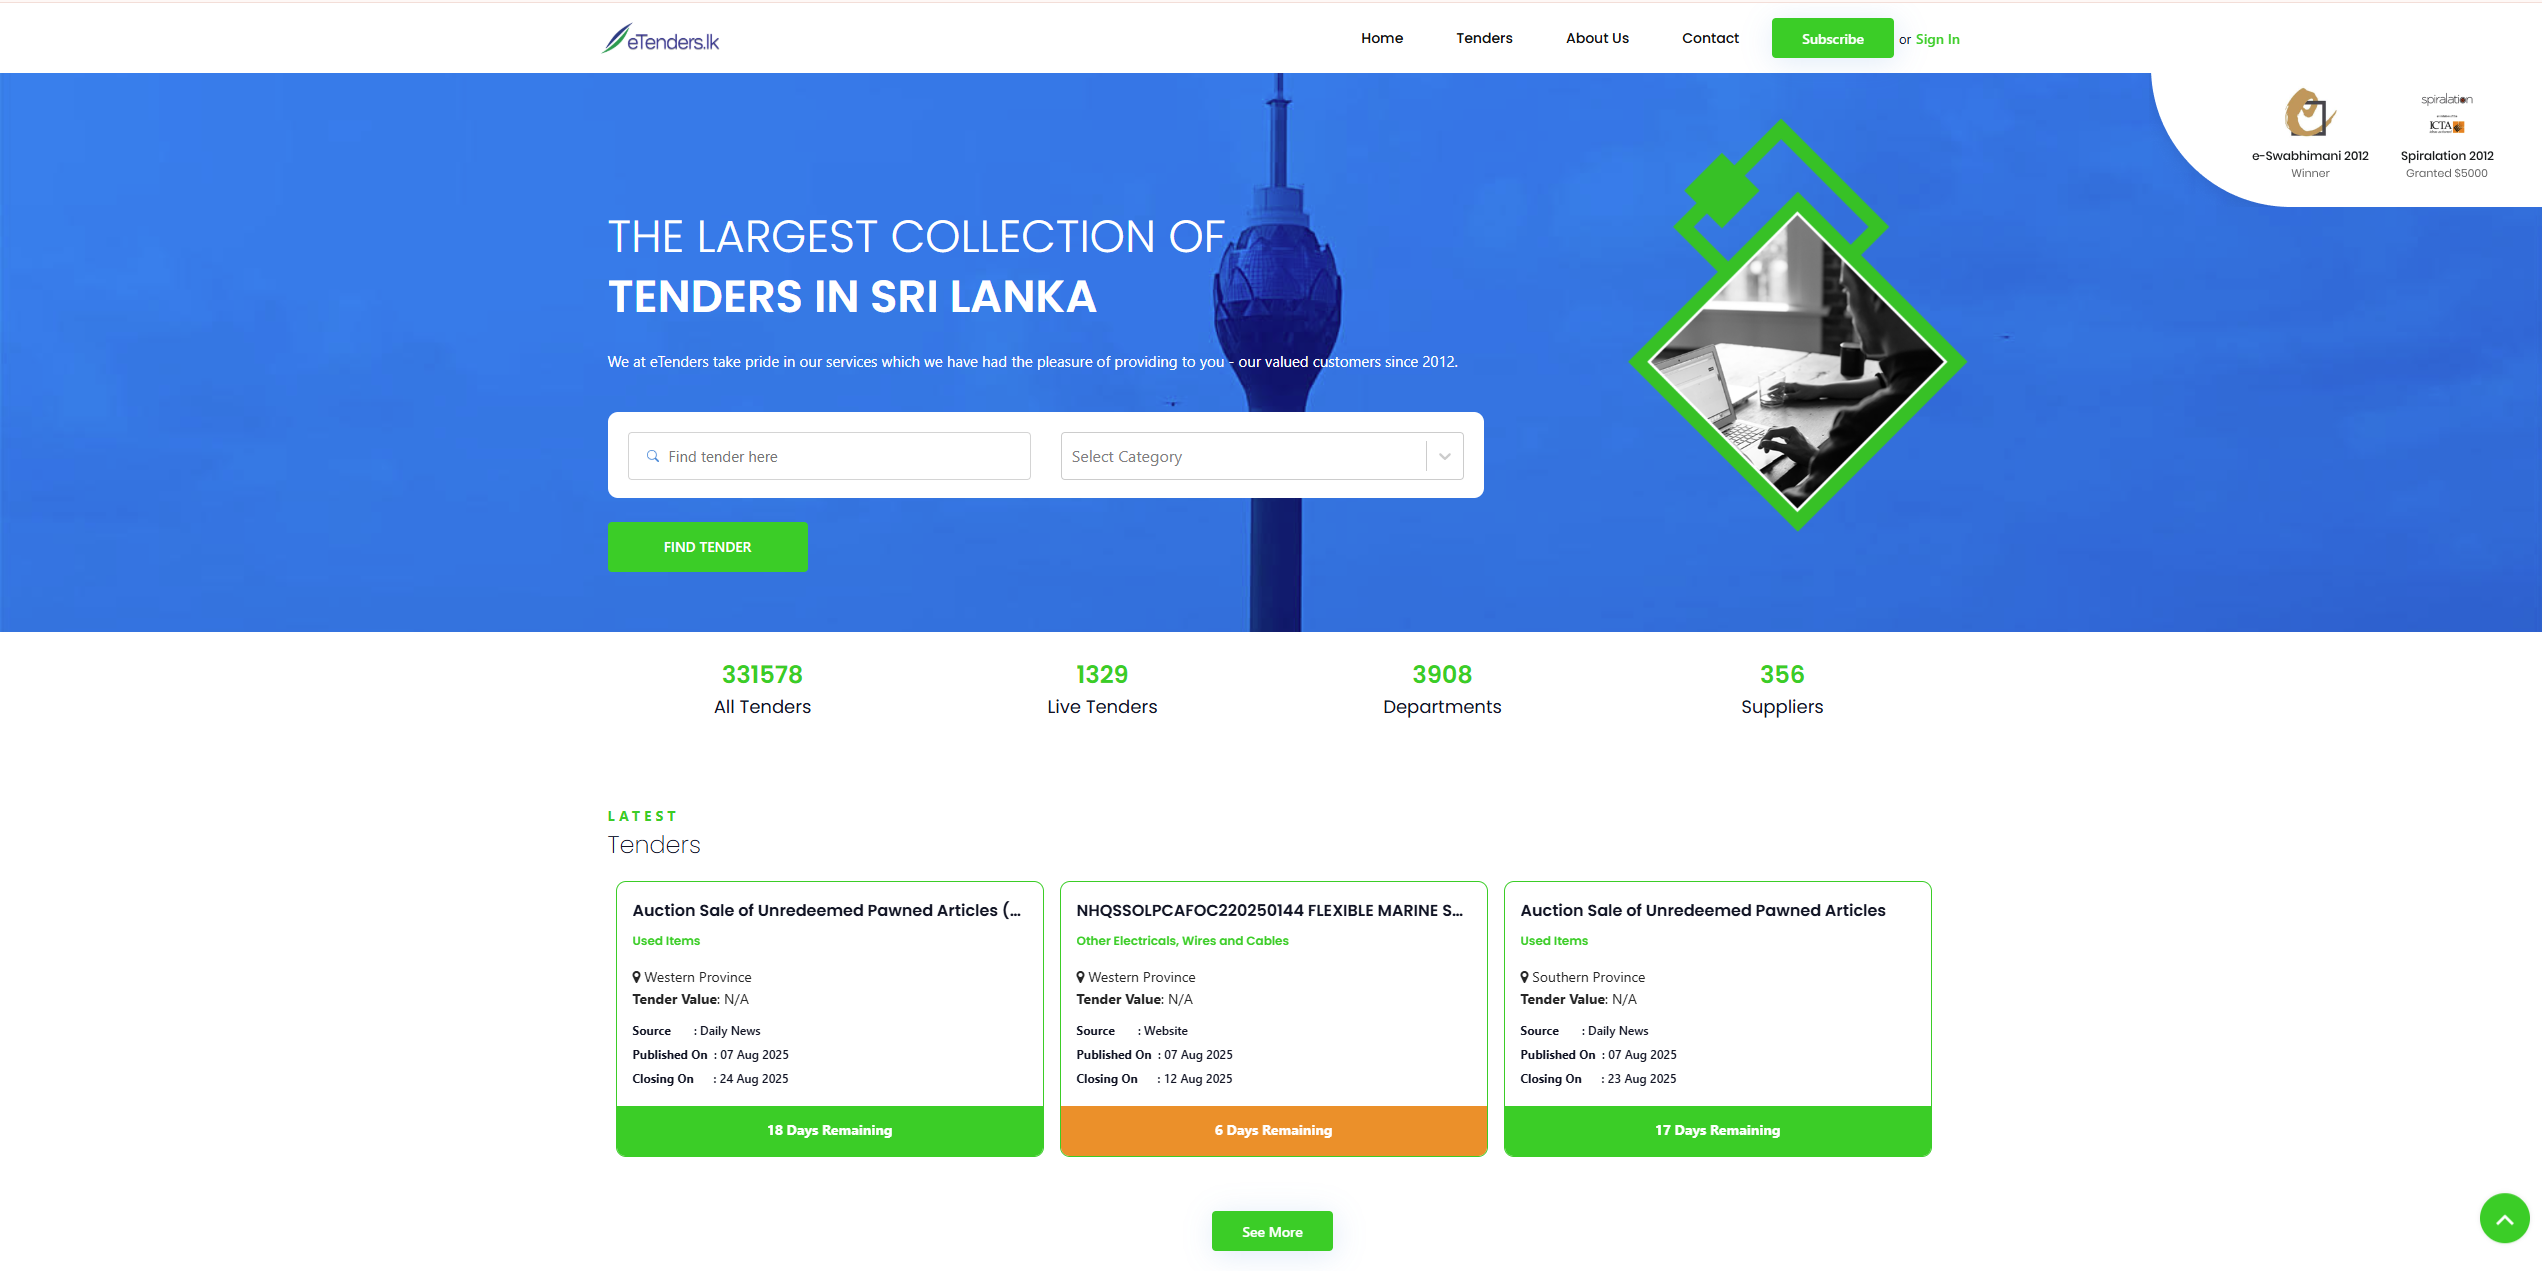 eTenders.lk
Home
Tenders
About Us
Contact
Subscribe
or Sign In
spiralation
ICTA
e-Swabhimani 2012
Winner
Spiralation 2012
Granted $5000
THE LARGEST COLLECTION OF
TENDERS IN SRI LANKA
We at eTenders take pride in our services which we have had the pleasure of providing to you - our valued customers since 2012.
Find tender here
Select Category
FIND TENDER
331578
All Tenders
1329
Live Tenders
3908
Departments
356
Suppliers
LATEST
Tenders
Auction Sale of Unredeemed Pawned Articles (...
Used Items
Western Province
Tender Value: N/A
Source : Daily News
Published On : 07 Aug 2025
Closing On : 24 Aug 2025
18 Days Remaining
NHQSSOLPCAFOC220250144 FLEXIBLE MARINE S...
Other Electricals, Wires and Cables
Western Province
Tender Value: N/A
Source : Website
Published On : 07 Aug 2025
Closing On : 12 Aug 2025
6 Days Remaining
Auction Sale of Unredeemed Pawned Articles
Used Items
Southern Province
Tender Value: N/A
Source : Daily News
Published On : 07 Aug 2025
Closing On : 23 Aug 2025
17 Days Remaining
See More